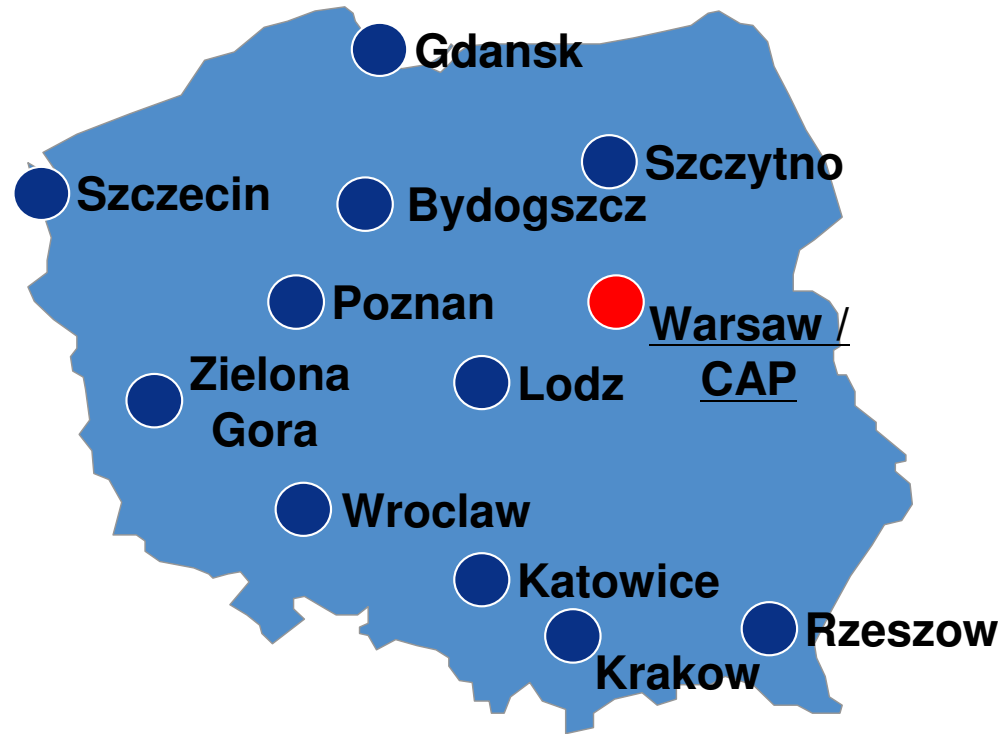 Gdansk
Szczytno
Szczecin
Bydogszcz
Poznan
Warsaw /
CAP
Zielona
Gora
Lodz
Wroclaw
Katowice
Rzeszow
Krakow